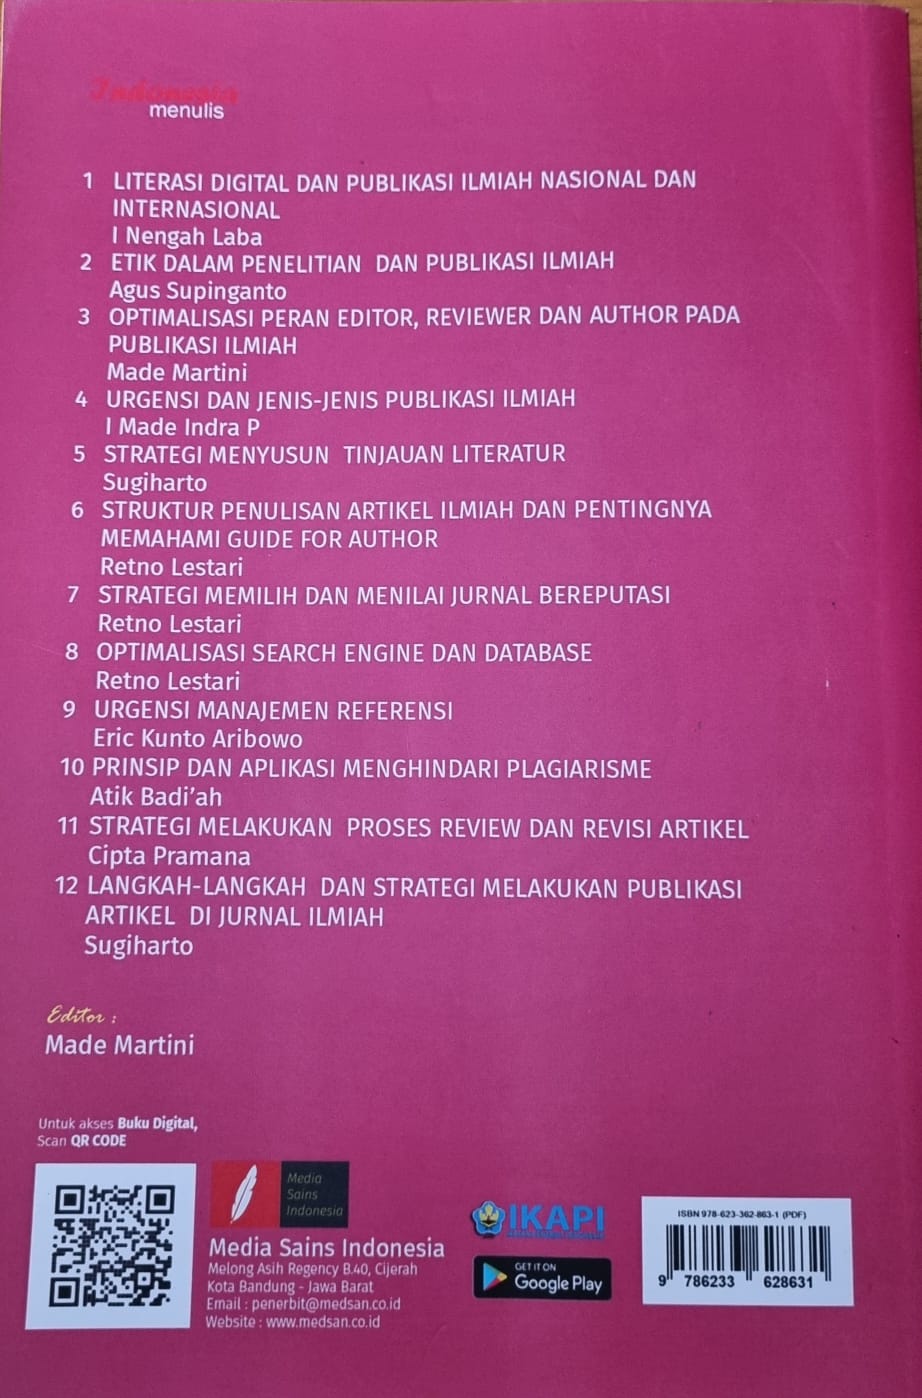 Indonesia
menulis
1 LITERASI DIGITAL DAN PUBLIKASI ILMIAH NASIONAL DAN
INTERNASIONAL
I Nengah Laba
2 ETIK DALAM PENELITIAN DAN PUBLIKASI ILMIAH
Agus Supinganto
3 OPTIMALISASI PERAN EDITOR, REVIEWER DAN AUTHOR PADA
PUBLIKASI ILMIAH
Made Martini
4 URGENSI DAN JENIS-JENIS PUBLIKASI ILMIAH
I Made Indra P
5 STRATEGI MENYUSUN TINJAUAN LITERATUR
Sugiharto
6 STRUKTUR PENULISAN ARTIKEL ILMIAH DAN PENTINGNYA
MEMAHAMI GUIDE FOR AUTHOR
Retno Lestari
7 STRATEGI MEMILIH DAN MENILAI JURNAL BEREPUTASI
Retno Lestari
8 OPTIMALISASI SEARCH ENGINE DAN DATABASE
Retno Lestari
9 URGENSI MANAJEMEN REFERENSI
Eric Kunto Aribowo
10 PRINSIP DAN APLIKASI MENGHINDARI PLAGIARISME
Atik Badi’ah
11 STRATEGI MELAKUKAN PROSES REVIEW DAN REVISI ARTIKEL
Cipta Pramana
12 LANGKAH-LANGKAH DAN STRATEGI MELAKUKAN PUBLIKASI
ARTIKEL DI JURNAL ILMIAH
Sugiharto
Editor :
Made Martini
Untuk akses Buku Digital,
Scan QR CODE
Media
Sains
Indonesia
Media Sains Indonesia
Melong Asih Regency B.40, Cijerah
Kota Bandung - Jawa Barat
Email : penerbit@medsan.co.id
Website : www.medsan.co.id
IKAPI
GET IT ON
Google Play
ISBN 978-623-362-863-1 (PDF)
9 786233 628631